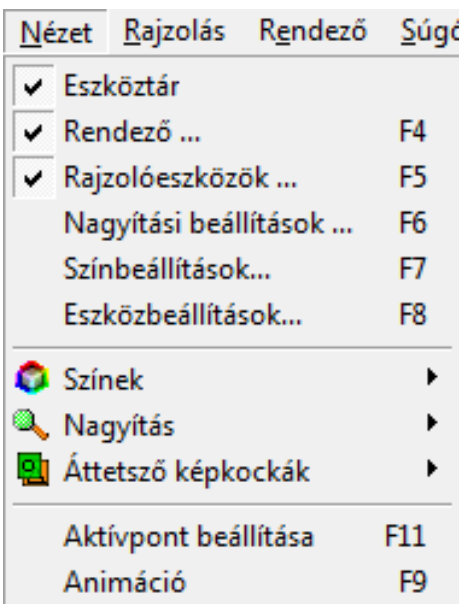 Nézet Rajzolás Rendező Súgó
Eszköztár
Rendező ... F4
Rajzolóeszközök ... F5
Nagyítási beállítások ... F6
Színbeállítások... F7
Eszközbeállítások... F8
Színek
Nagyítás
Áttetsző képkockák
Aktívpont beállítása F11
Animáció F9